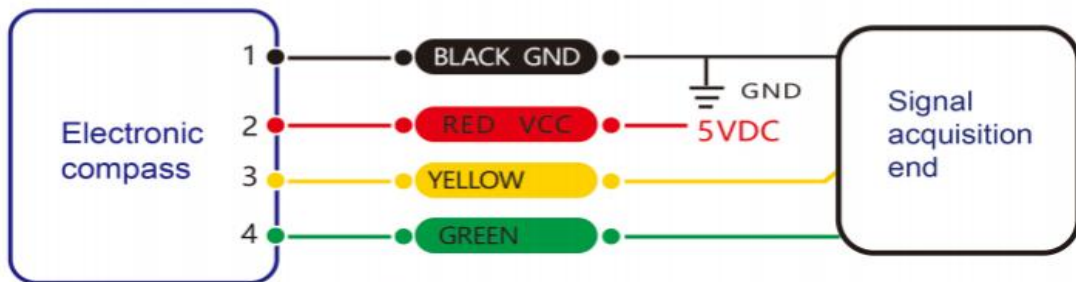 Electronic
compass
1
BLACK GND
GND
2
RED VCC
5VDC
3
YELLOW
4
GREEN
Signal
acquisition
end